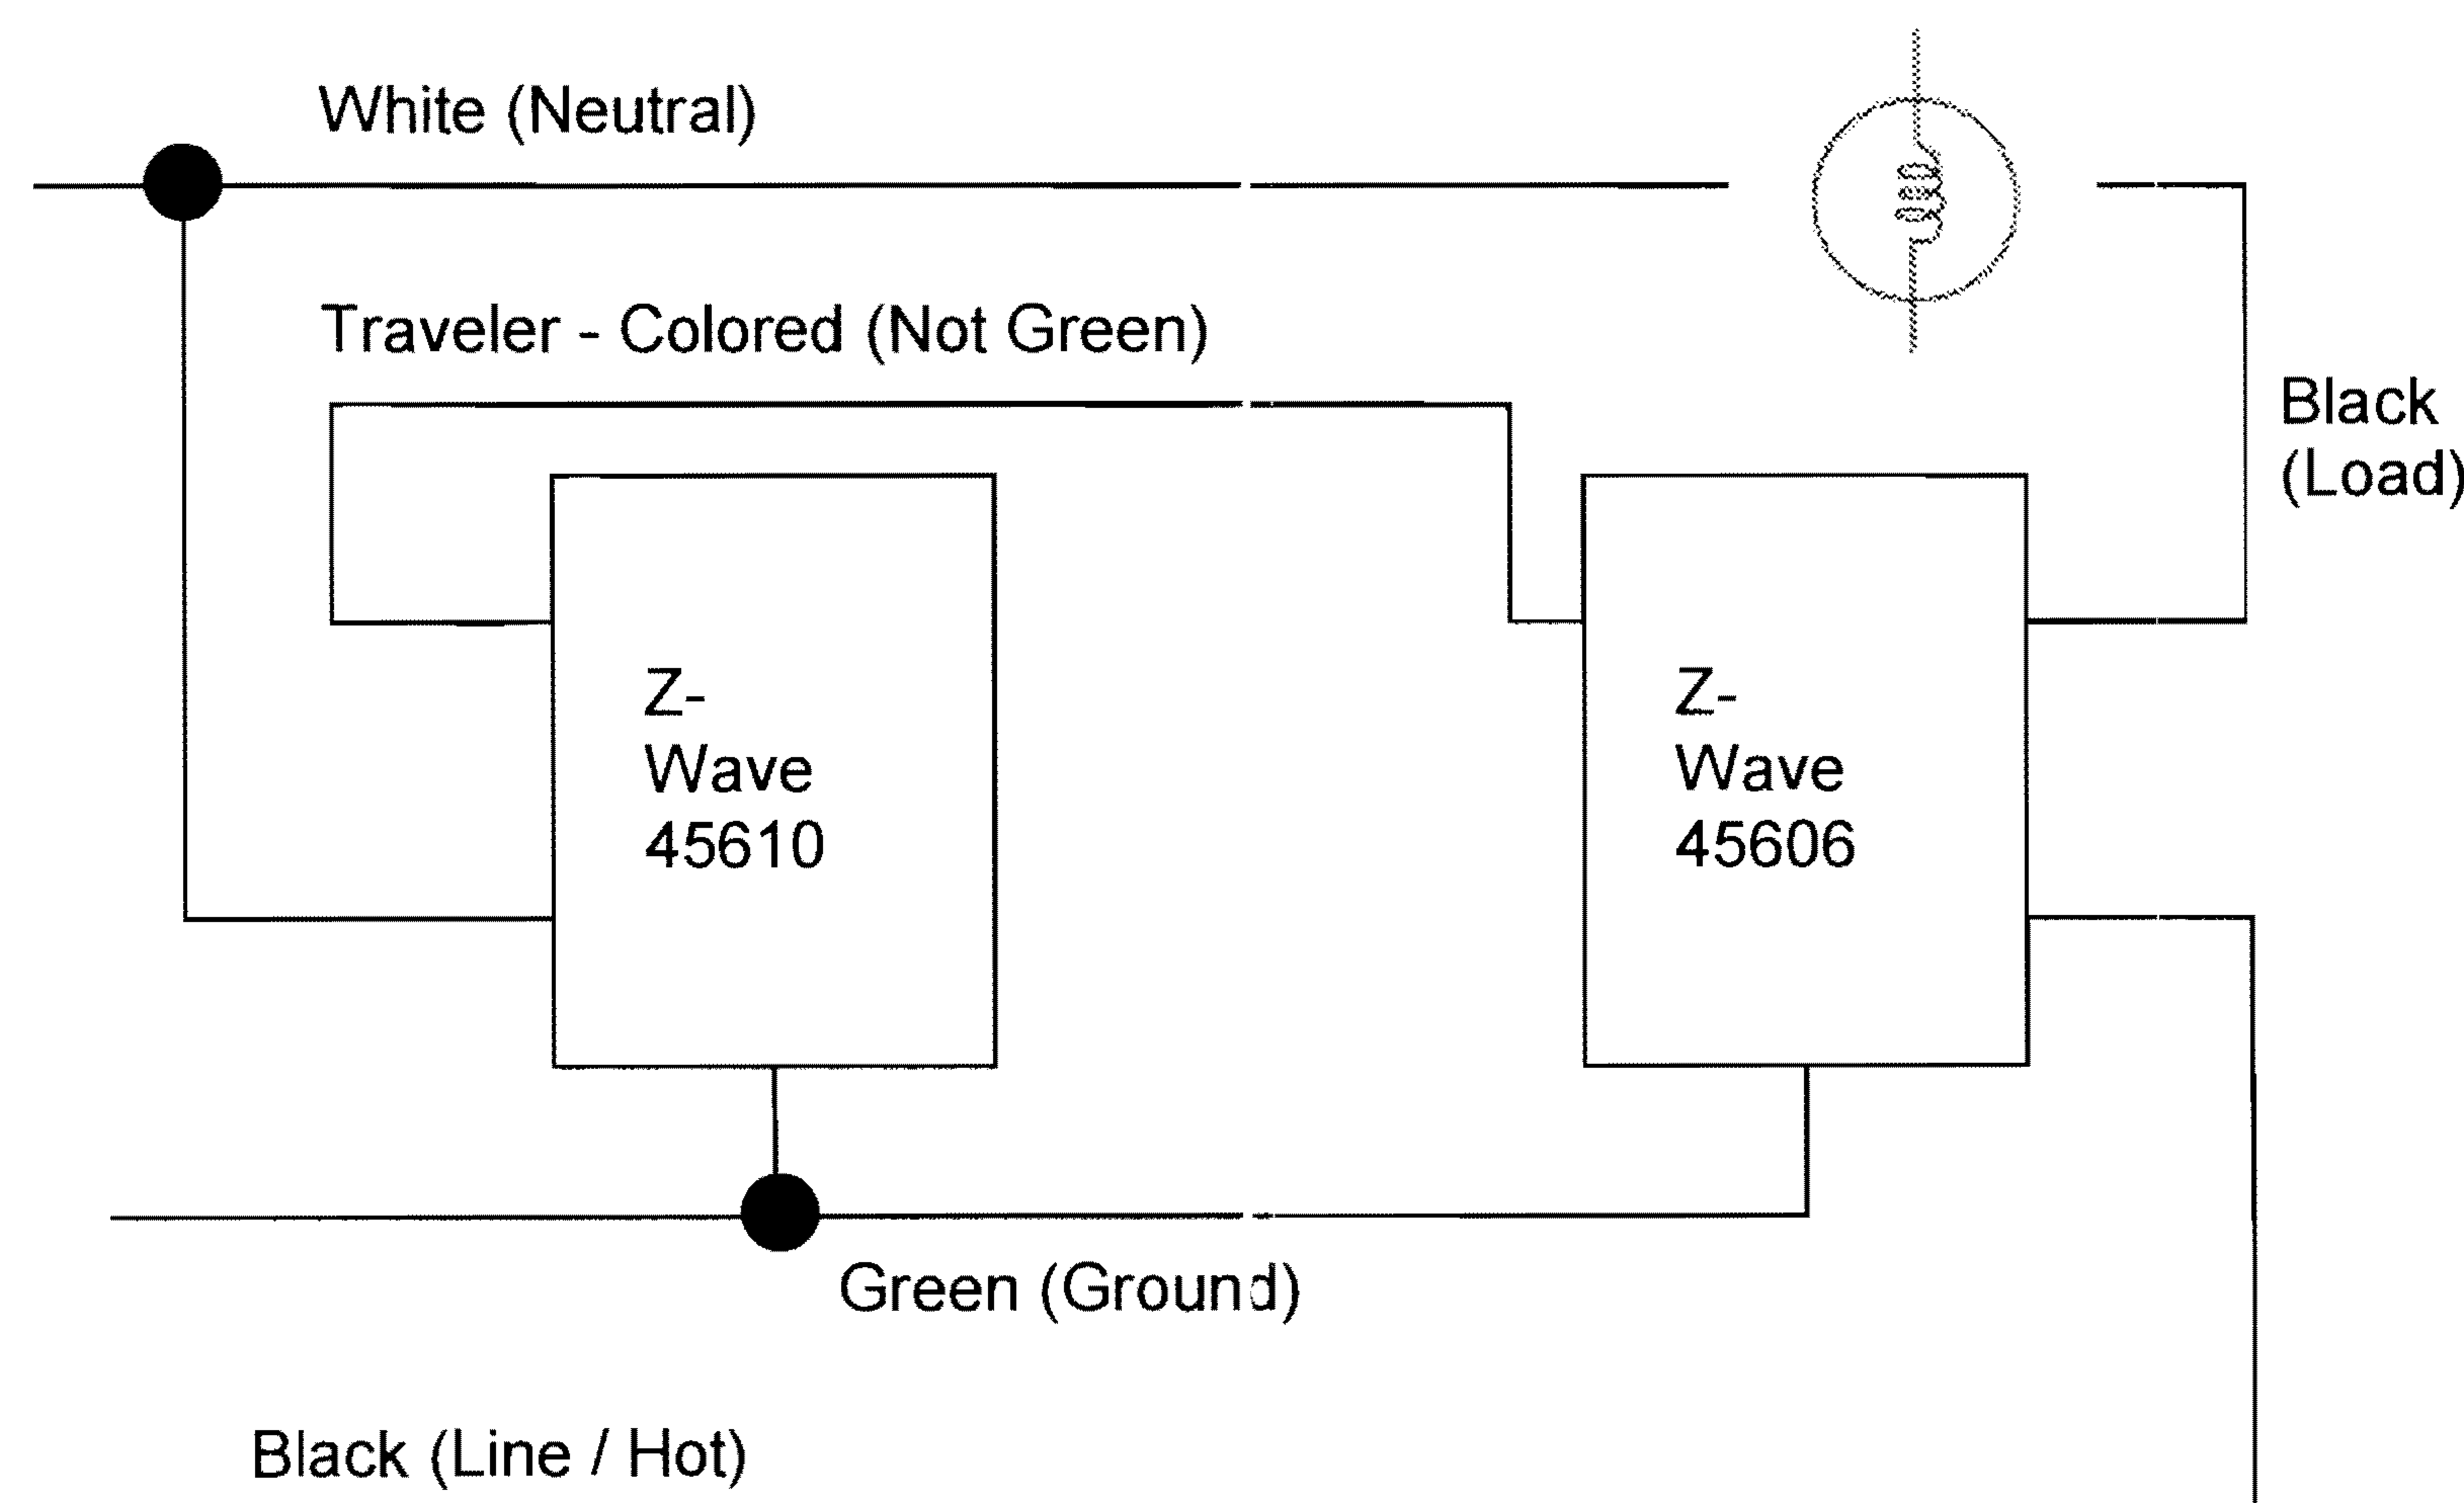 White (Neutral)
Traveler - Colored (Not Green)
Black
(Load)
Z-
Wave
45610
Z-
Wave
45606
Green (Ground)
Black (Line / Hot)